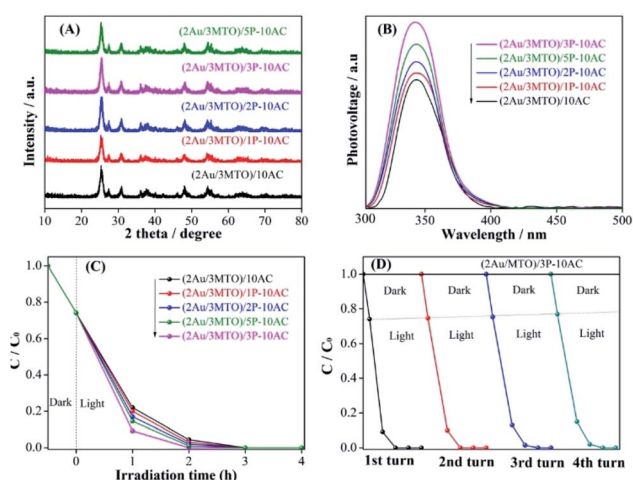 (A)
(2Au/3MTO)/5P-10AC
(2Au/3MTO)/3P-10AC
(2Au/3MTO)/2P-10AC
(2Au/3MTO)/1P-10AC
(2Au/3MTO)/10AC
Intensity / a.u.
10 20 30 40 50 60 70 80
2 theta / degree
(B)
(2Au/3MTO)/3P-10AC
(2Au/3MTO)/5P-10AC
(2Au/3MTO)/2P-10AC
(2Au/3MTO)/1P-10AC
(2Au/3MTO)/10AC
Photovoltage / a.u
300 350 400 450 500
Wavelength / nm
(C)
(2Au/3MTO)/10AC
(2Au/3MTO)/1P-10AC
(2Au/3MTO)/2P-10AC
(2Au/3MTO)/5P-10AC
(2Au/3MTO)/3P-10AC
C / C₀
1.0
0.8
0.6
0.4
0.2
0.0
Dark
Light
0 1 2 3 4
Irradiation time (h)
(D)
(2Au/MTO)/3P-10AC
C / C₀
1.0
0.8
0.6
0.4
0.2
0.0
Dark Dark Dark Dark
Light Light Light Light
1st turn 2nd turn 3rd turn 4th turn